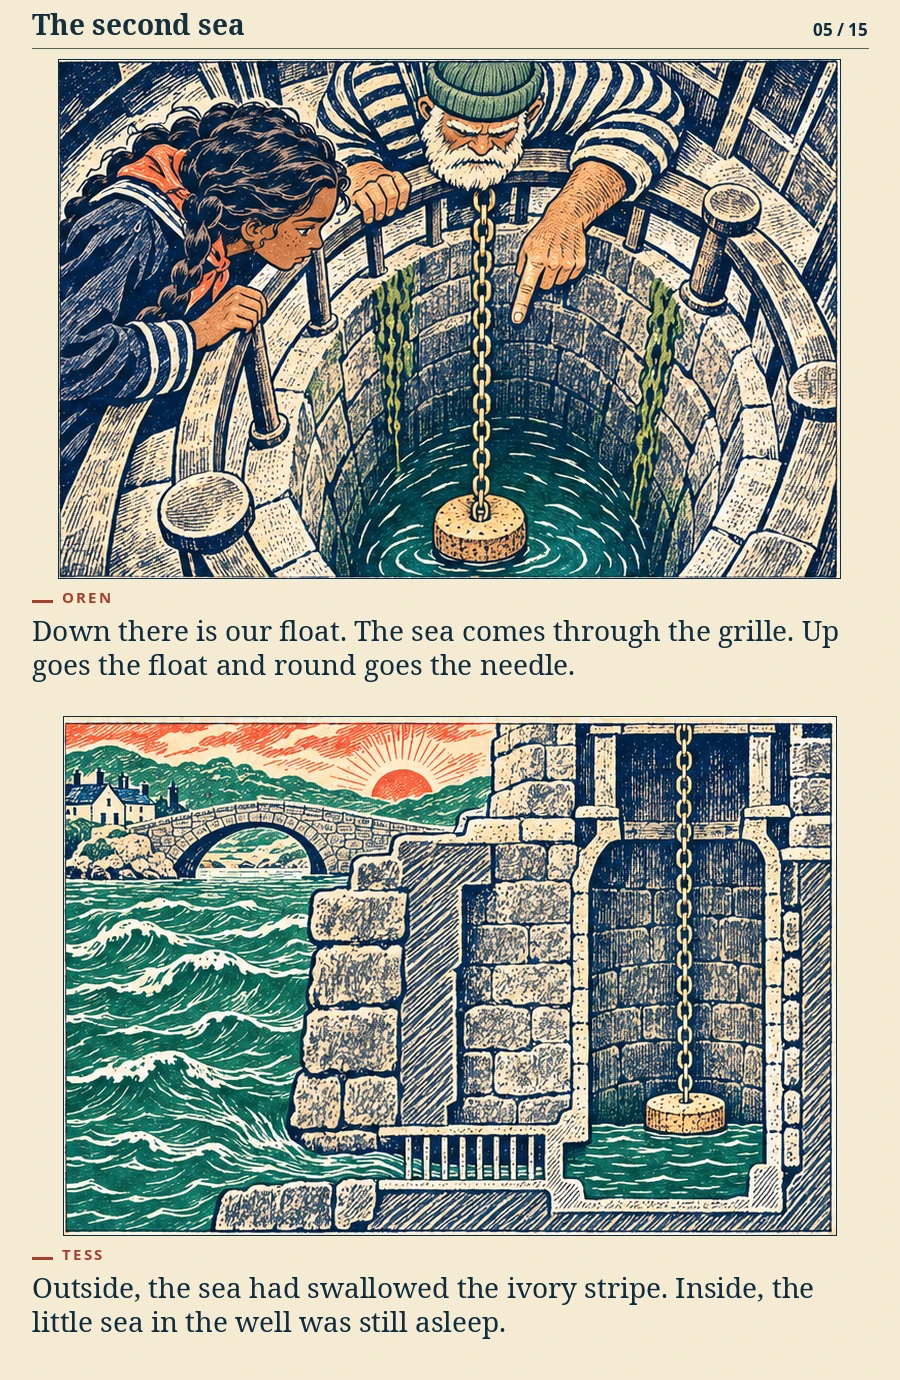 The second sea
05 / 15
OREN
Down there is our float. The sea comes through the grille. Up
goes the float and round goes the needle.
TESS
Outside, the sea had swallowed the ivory stripe. Inside, the
little sea in the well was still asleep.